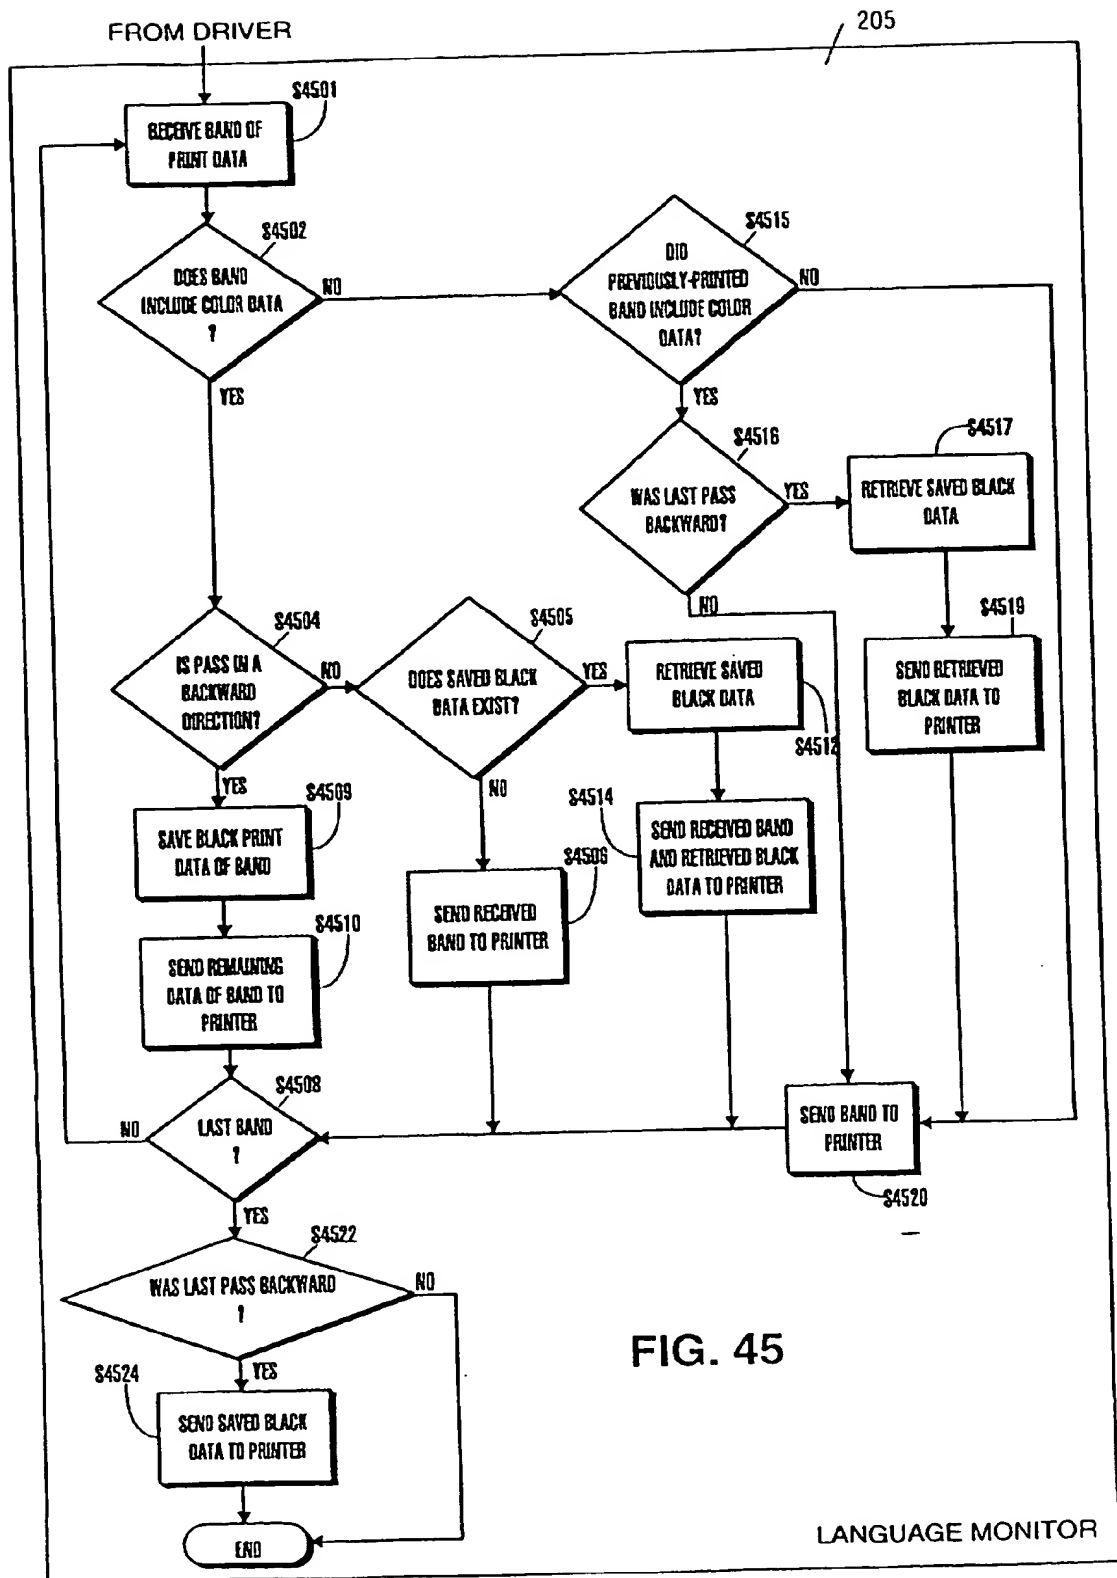 FROM DRIVER
205
S4501
RECEIVE BAND OF
PRINT DATA
S4502
DOES BAND
INCLUDE COLOR DATA
?
NO
YES
S4515
DID
PREVIOUSLY-PRINTED
BAND INCLUDE COLOR
DATA?
NO
YES
S4516
WAS LAST PASS
BACKWARD?
YES
NO
S4517
RETRIEVE SAVED BLACK
DATA
S4519
SEND RETRIEVED
BLACK DATA TO
PRINTER
S4504
IS PASS IN A
BACKWARD
DIRECTION?
NO
YES
S4505
DOES SAVED BLACK
DATA EXIST?
YES
NO
RETRIEVE SAVED
BLACK DATA
S4512
S4509
SAVE BLACK PRINT
DATA OF BAND
S4506
SEND RECEIVED
BAND TO PRINTER
S4514
SEND RECEIVED BAND
AND RETRIEVED BLACK
DATA TO PRINTER
S4510
SEND REMAINING
DATA OF BAND TO
PRINTER
S4508
LAST BAND
?
NO
YES
SEND BAND TO
PRINTER
S4520
S4522
WAS LAST PASS BACKWARD
?
NO
YES
S4524
SEND SAVED BLACK
DATA TO PRINTER
END
FIG. 45
LANGUAGE MONITOR